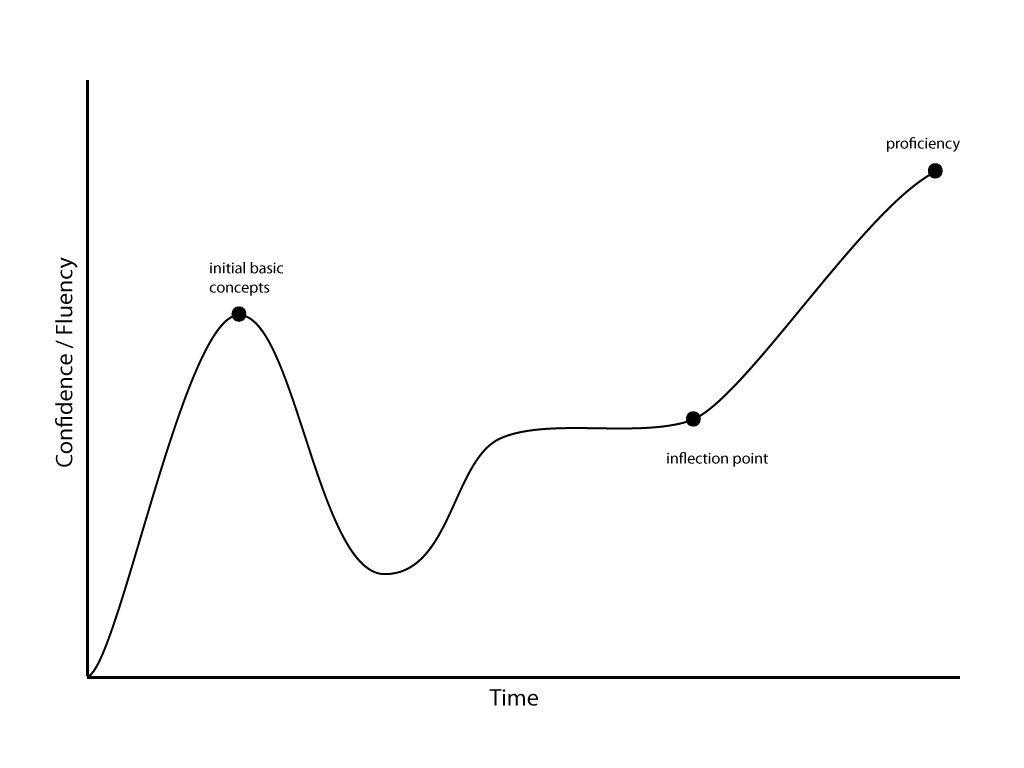 proficiency
initial basic
concepts
Confidence / Fluency
inflection point
Time